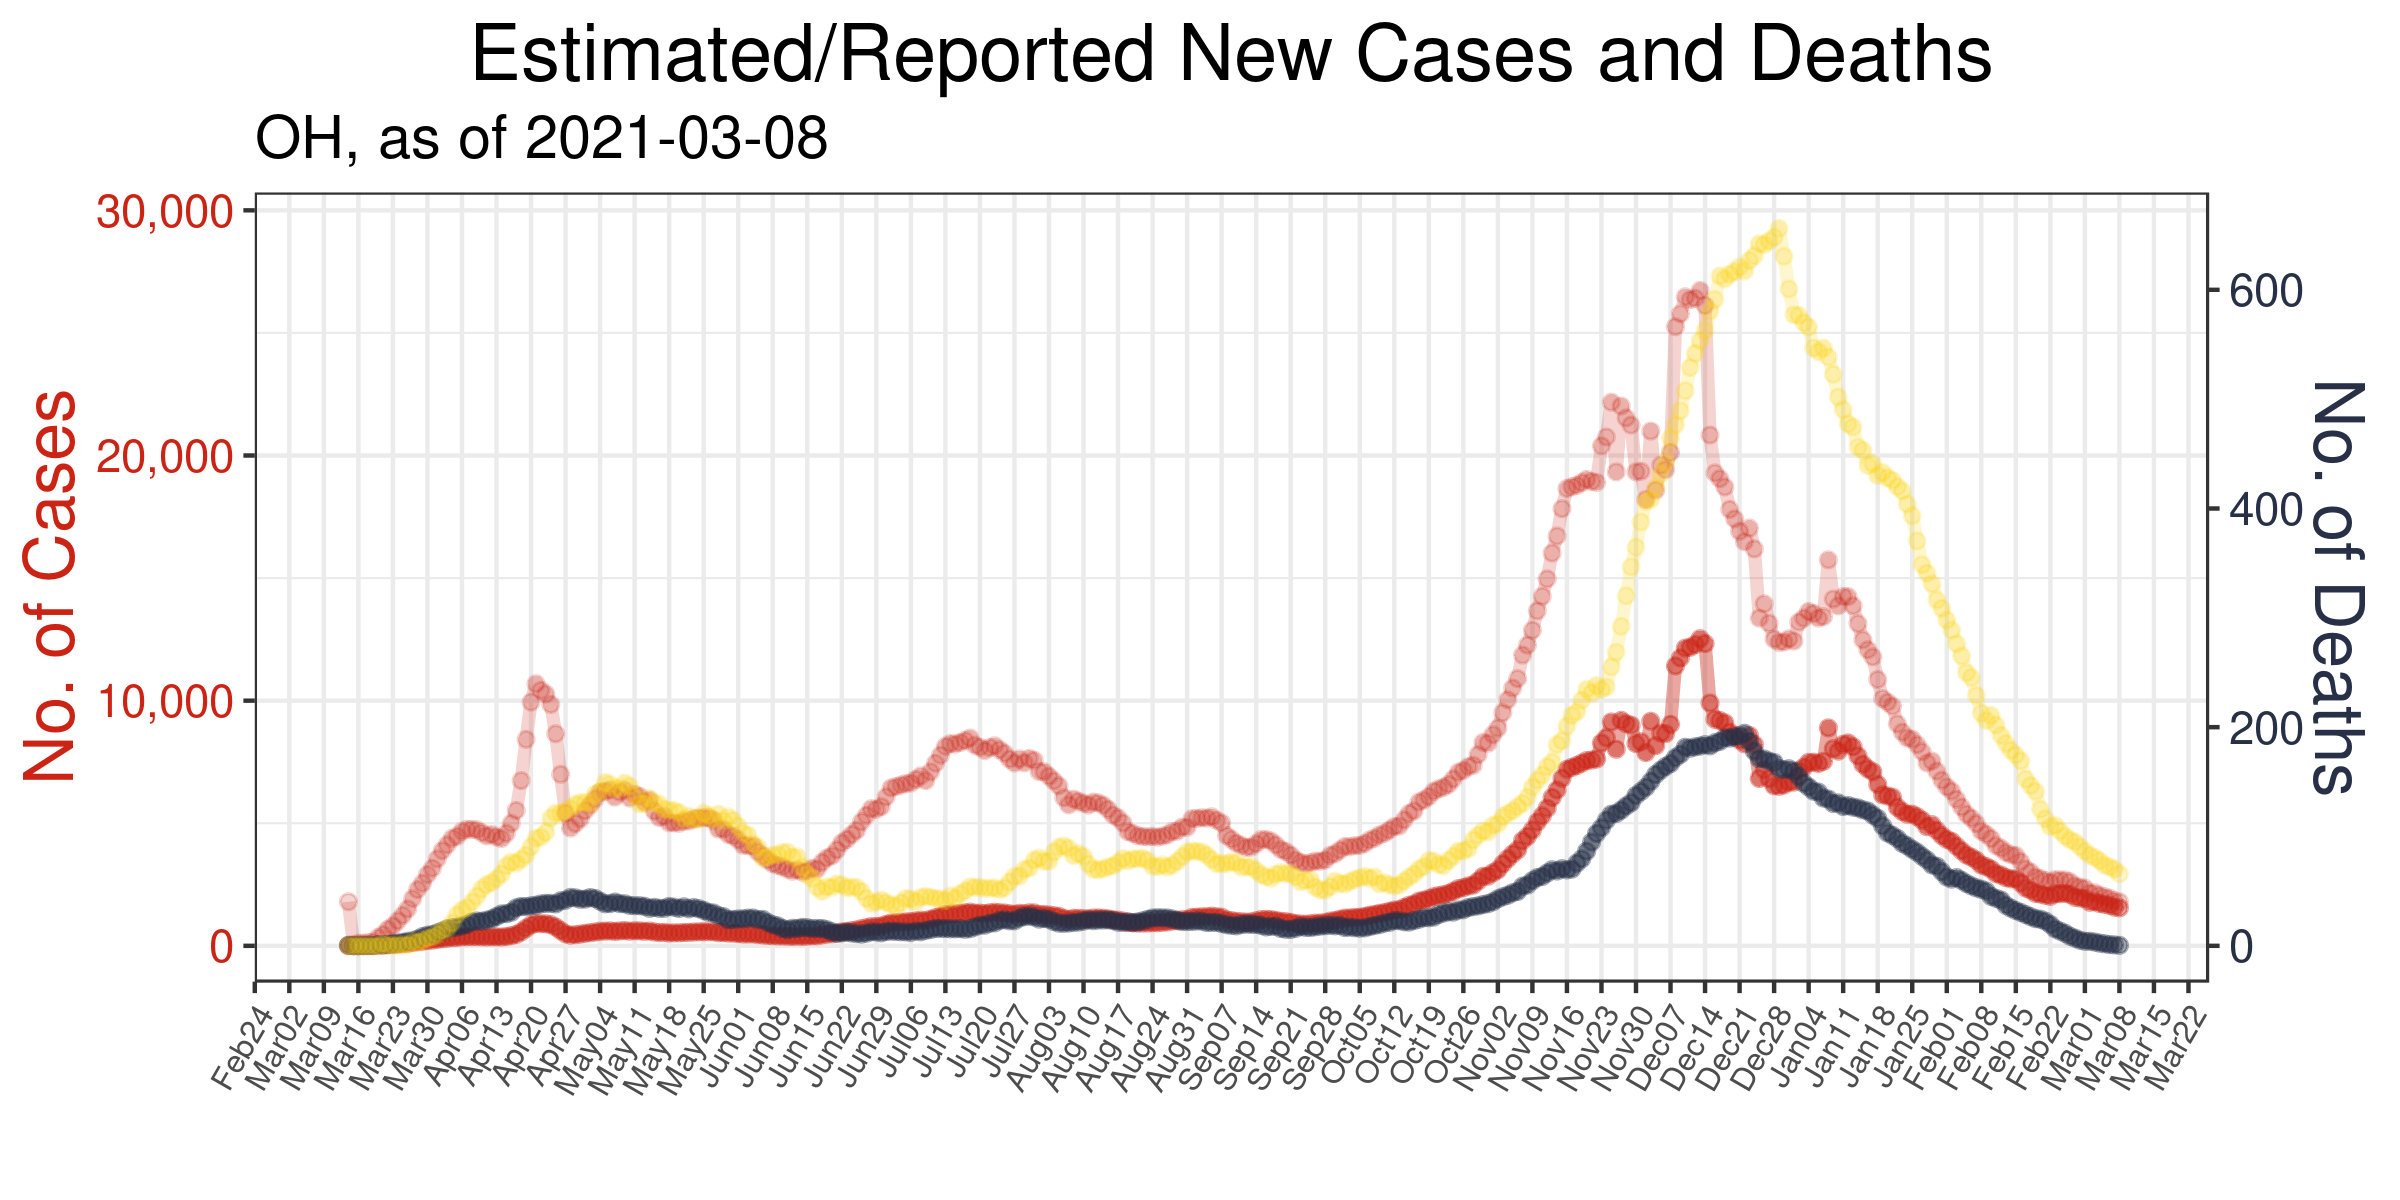 Estimated/Reported New Cases and Deaths
OH, as of 2021-03-08
No. of Cases
30,000
20,000
10,000
0
600
400
200
0
No. of Deaths
Feb24
Mar02
Mar09
Mar16
Mar23
Mar30
Apr06
Apr13
Apr20
Apr27
May04
May11
May18
May25
Jun01
Jun08
Jun15
Jun22
Jun29
Jul06
Jul13
Jul20
Jul27
Aug03
Aug10
Aug17
Aug24
Aug31
Sep07
Sep14
Sep21
Sep28
Oct05
Oct12
Oct19
Oct26
Nov02
Nov09
Nov16
Nov23
Nov30
Dec07
Dec14
Dec21
Dec28
Jan04
Jan11
Jan18
Jan25
Feb01
Feb08
Feb15
Feb22
Mar01
Mar08
Mar15
Mar22